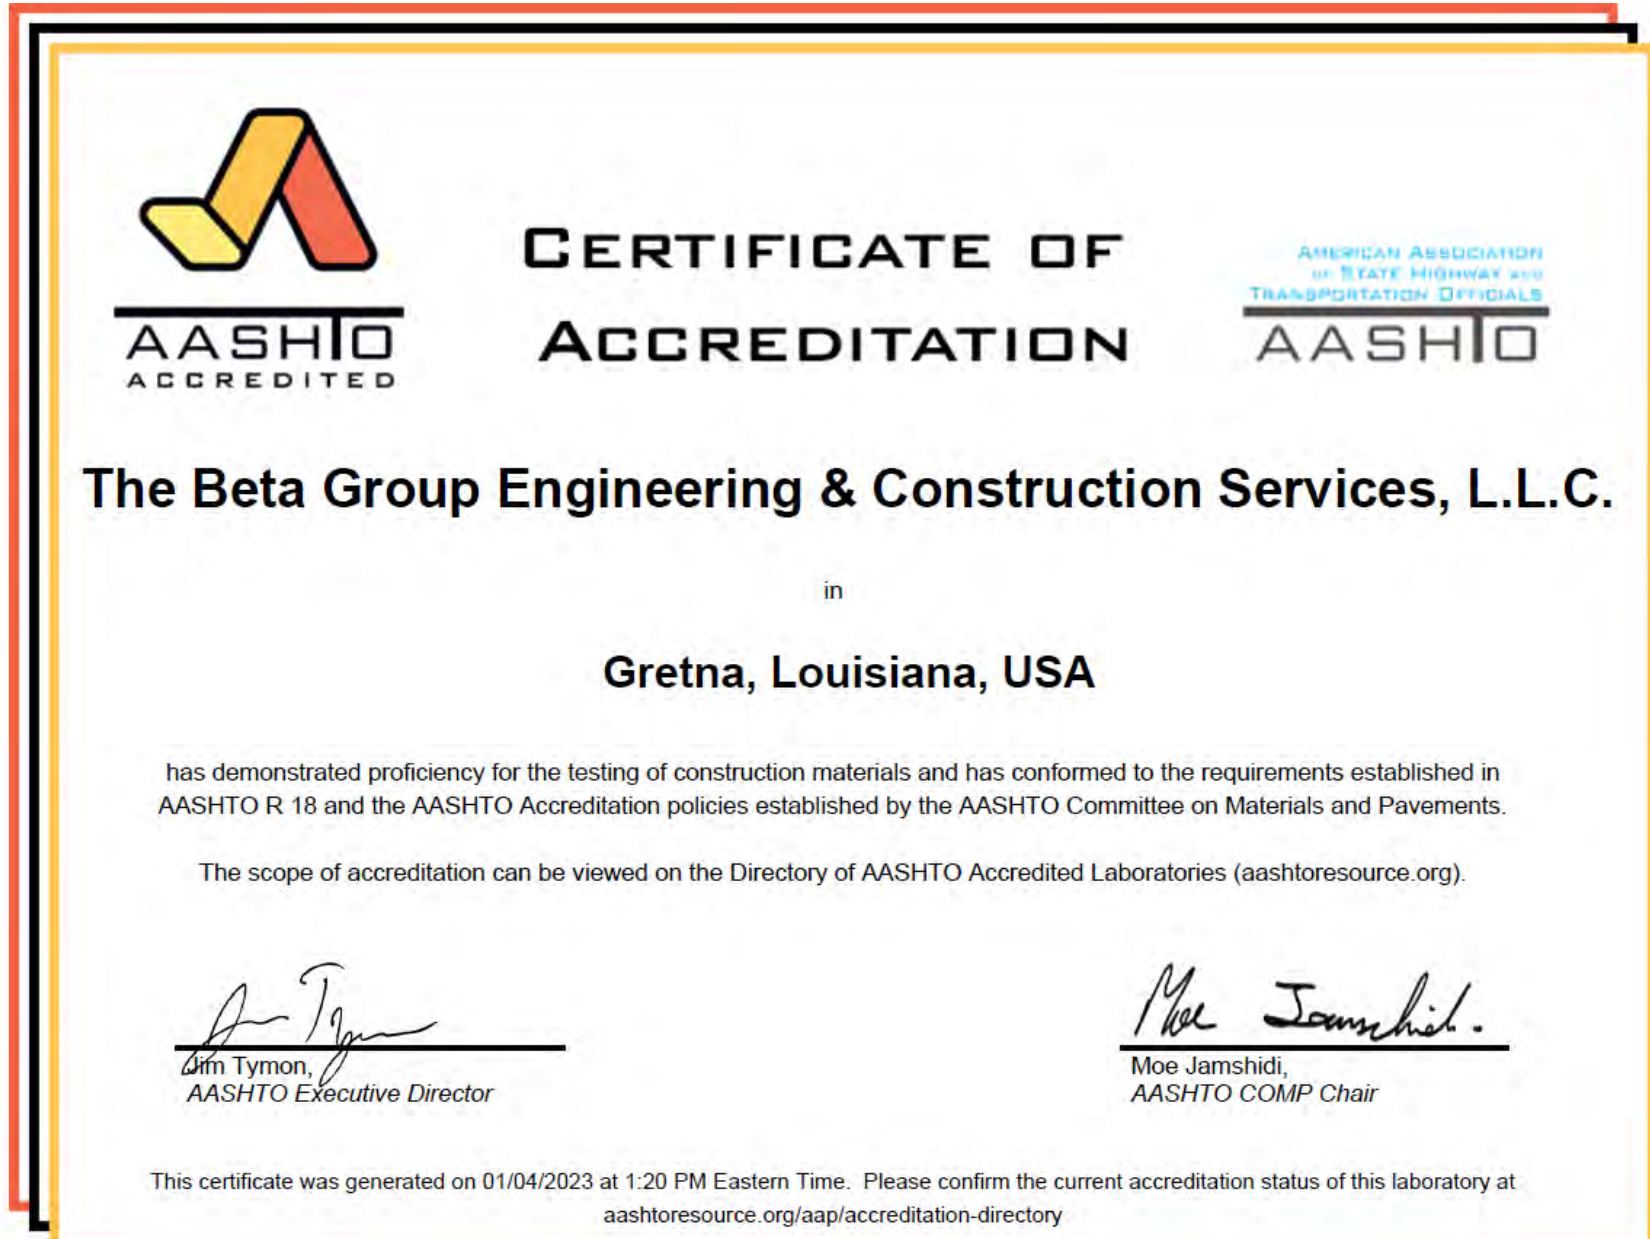 CERTIFICATE OF
ACCREDITATION
AASHTO
ACCREDITED
AMERICAN ASSOCIATION
OF STATE HIGHWAY AND
TRANSPORTATION OFFICIALS
AASHTO
The Beta Group Engineering & Construction Services, L.L.C.
in
Gretna, Louisiana, USA
has demonstrated proficiency for the testing of construction materials and has conformed to the requirements established in
AASHTO R 18 and the AASHTO Accreditation policies established by the AASHTO Committee on Materials and Pavements.
The scope of accreditation can be viewed on the Directory of AASHTO Accredited Laboratories (aashtoresource.org).
Jim Tymon
Moe Jamshidi.
Jim Tymon,
AASHTO Executive Director
Moe Jamshidi,
AASHTO COMP Chair
This certificate was generated on 01/04/2023 at 1:20 PM Eastern Time.  Please confirm the current accreditation status of this laboratory at
aashtoresource.org/aap/accreditation-directory